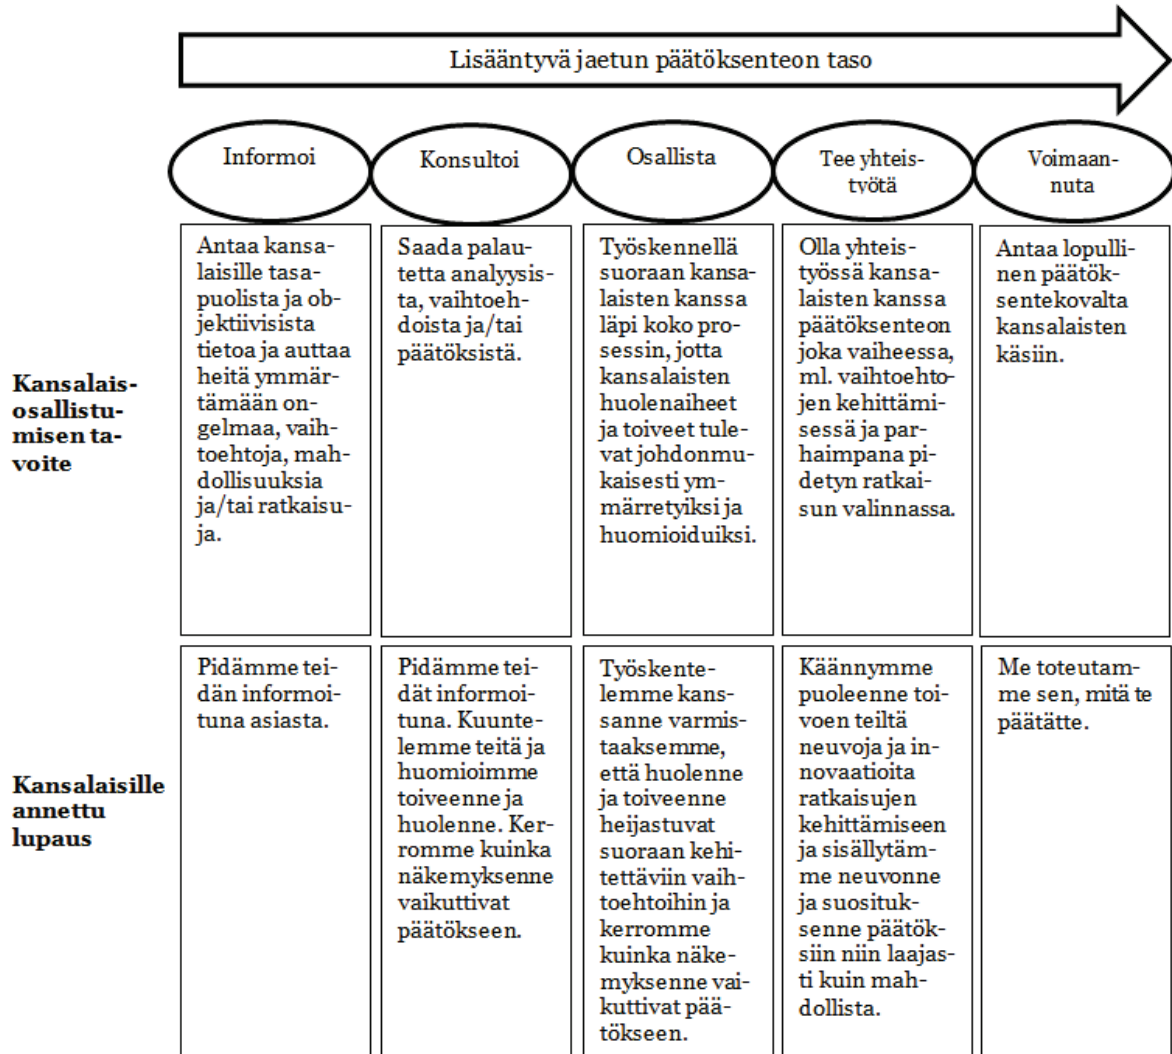 Lisääntyvä jaetun päätöksenteon taso
Informoi
Konsultoi
Osallista
Tee yhteis-
työtä
Voimaan-
nuta
Kansalais-
osallistu-
misen ta-
voite
Antaa kansa-
laisille tasa-
puolista ja ob-
jektiivisista
tietoa ja auttaa
heitä ymmär-
tämään on-
gelmaa, vaih-
toehtoja, mah-
dollisuuksia
ja/tai ratkaisu-
ja.
Saada palau-
tetta analyysis-
ta, vaihtoeh-
doista ja/tai
päätöksistä.
Työskennellä
suoraan kansa-
laisten kanssa
läpi koko pro-
sessin, jotta
kansalaisten
huolenaiheet
ja toiveet tule-
vat johdonmu-
kaisesti ym-
märretyiksi ja
huomioiduiksi.
Olla yhteis-
työssä kansa-
laisten kanssa
päätöksenteon
joka vaiheessa,
ml. vaihtoehto-
jen kehittämi-
sessä ja par-
haimpana pi-
detyn ratkai-
sun valinnassa.
Antaa lopulli-
nen päätök-
sentekovalta
kansalaisten
käsiin.
Kansalaisille
annettu
lupaus
Pidämme tei-
dän informoi-
tuna asiasta.
Pidämme tei-
dät informoi-
tuna. Kuunte-
lemme teitä ja
huomioimme
toiveenne ja
huolenne. Ker-
romme kuinka
näkemyksenne
vaikuttivat
päätökseen.
Työskente-
lemme kans-
sanne varmis-
taaksemme,
että huolenne
ja toiveenne
heijastuvat
suoraan kehi-
tettäviin vaih-
toehtoihin ja
kerromme
kuinka näke-
myksenne vai-
kuttivat pää-
tökseen.
Käännymme
puoleenne toi-
voen teiltä
neuvoja ja in-
novaatioita
ratkaisujen
kehittämiseen
ja sisällytäm-
me neuvonne
ja suosituk-
senne päätök-
siin niin laajas-
ti kuin mah-
dollista.
Me toteutam-
me sen, mitä te
päätätte.